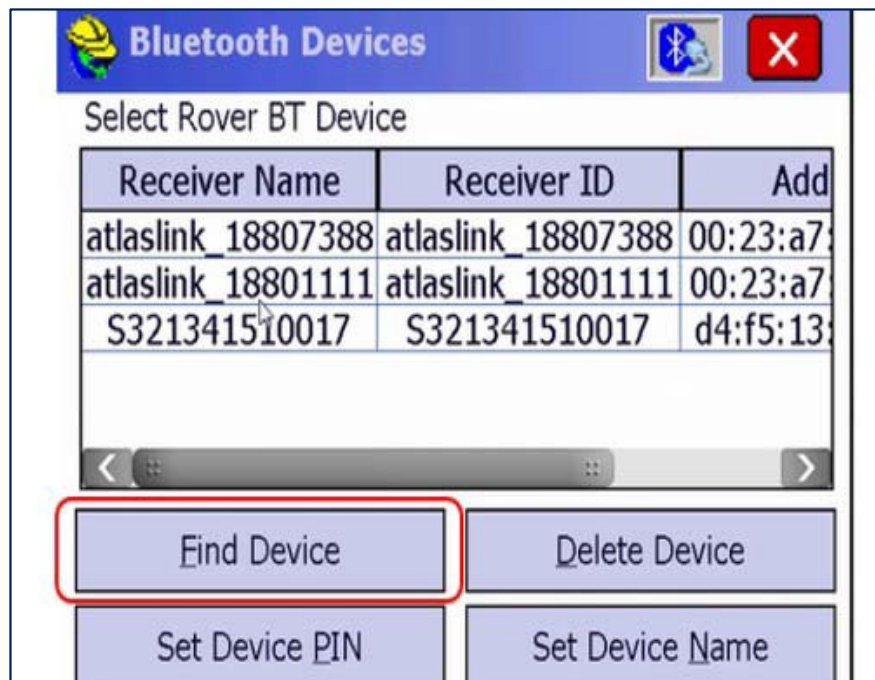 Bluetooth Devices
Select Rover BT Device
Receiver Name Receiver ID Add
atlaslink_18807388 atlaslink_18807388 00:23:a7:
atlaslink_18801111 atlaslink_18801111 00:23:a7:
S321341510017 S321341510017 d4:f5:13:
Find Device Delete Device
Set Device PIN Set Device Name